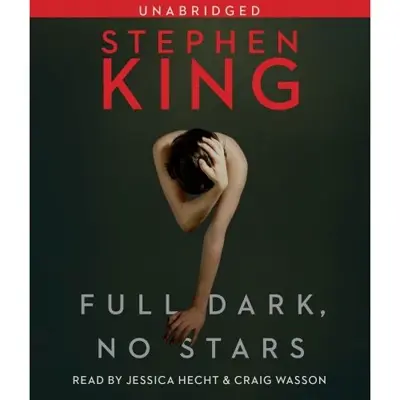 UNABRIDGED
STEPHEN
KING
FULL DARK,
NO STARS
READ BY JESSICA HECHT & CRAIG WASSON